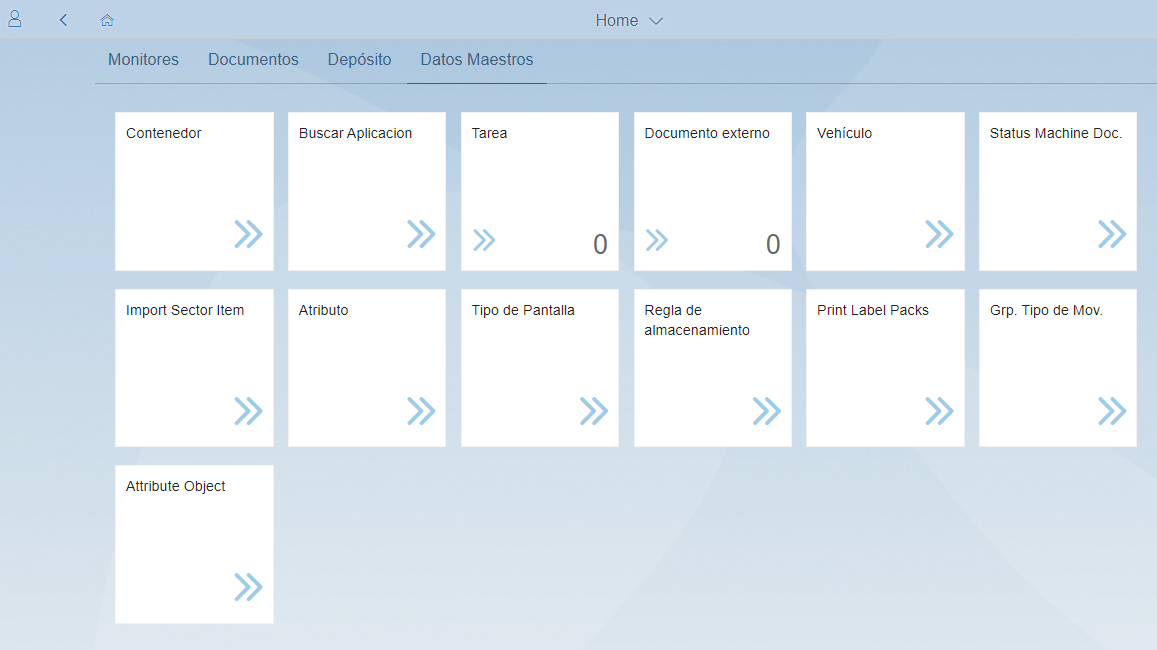 Home
Monitores Documentos Depósito Datos Maestros
Contenedor
Buscar Aplicacion
Tarea
0
Documento externo
0
Vehículo
Status Machine Doc.
Import Sector Item
Atributo
Tipo de Pantalla
Regla de
almacenamiento
Print Label Packs
Grp. Tipo de Mov.
Attribute Object